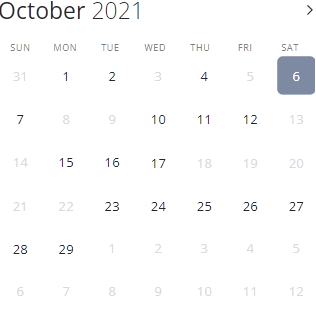 October 2021 >
SUN MON TUE WED THU FRI SAT
31 1 2 3 4 5 6
7 8 9 10 11 12 13
14 15 16 17 18 19 20
21 22 23 24 25 26 27
28 29 1 2 3 4 5
6 7 8 9 10 11 12